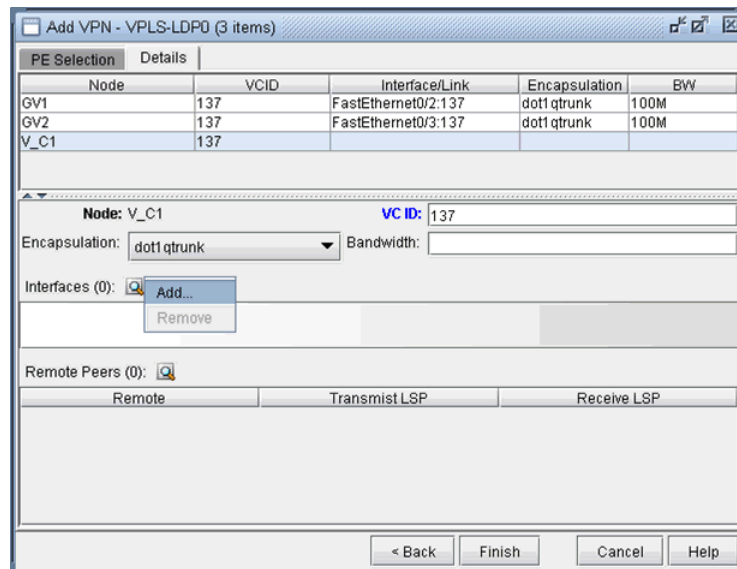 Add VPN - VPLS-LDP0 (3 items)
PE Selection Details
Node VCID Interface/Link Encapsulation BW
GV1 137 FastEthernet0/2:137 dot1qtrunk 100M
GV2 137 FastEthernet0/3:137 dot1qtrunk 100M
V_C1 137
Node: V_C1 VC ID: 137
Encapsulation: dot1qtrunk Bandwidth:
Interfaces (0): Add...
Remove
Remote Peers (0):
Remote Transmist LSP Receive LSP
< Back Finish Cancel Help